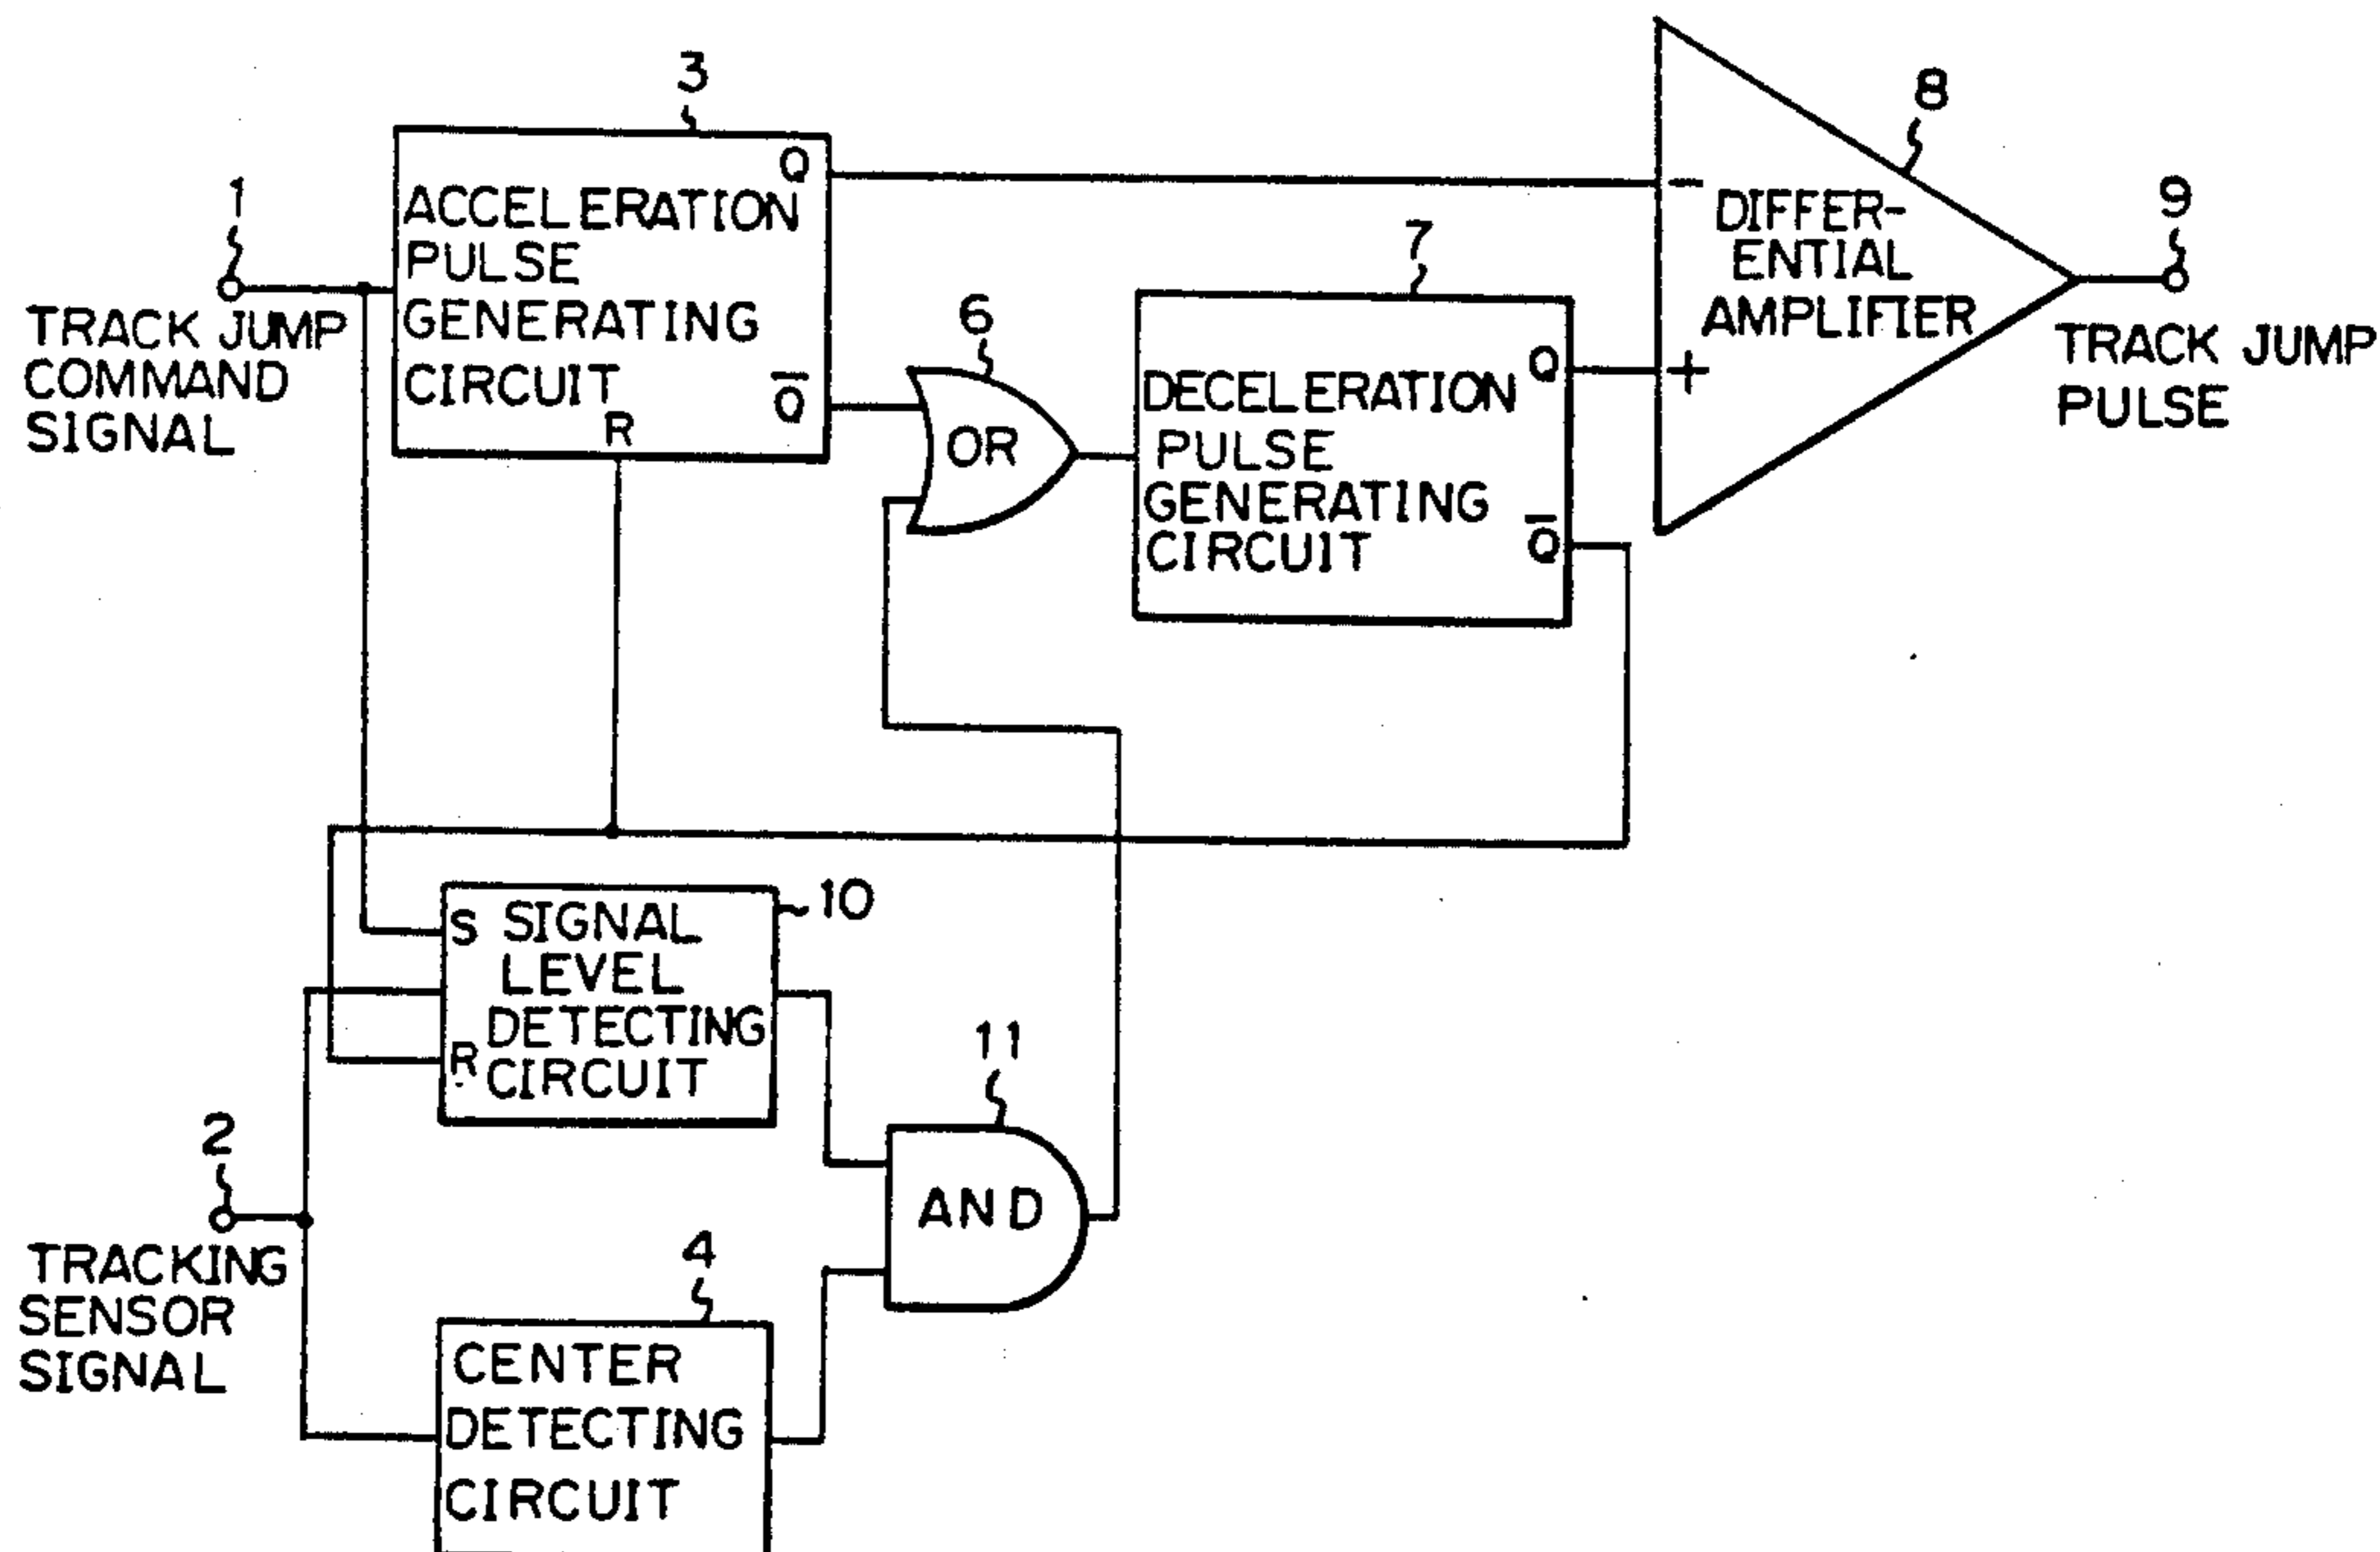 3
8
1
9
7
6
ACCELERATION
PULSE
GENERATING
CIRCUIT
Q
Q̅
R
TRACK JUMP
COMMAND
SIGNAL
−
DIFFER-
ENTIAL
AMPLIFIER
+
TRACK JUMP
PULSE
OR
DECELERATION
PULSE
GENERATING
CIRCUIT
Q
Q̅
10
S
R
SIGNAL
LEVEL
DETECTING
CIRCUIT
11
AND
2
TRACKING
SENSOR
SIGNAL
4
CENTER
DETECTING
CIRCUIT